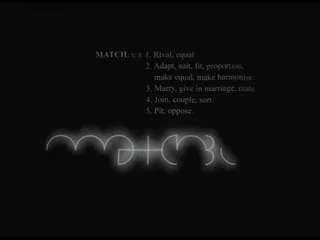 MATCH. v. t. 1. Rival, equal.
2. Adapt, suit, fit, proportion,
make equal, make harmonise.
3. Marry, give in marriage, mate.
4. Join, couple, sort.
5. Pit, oppose.